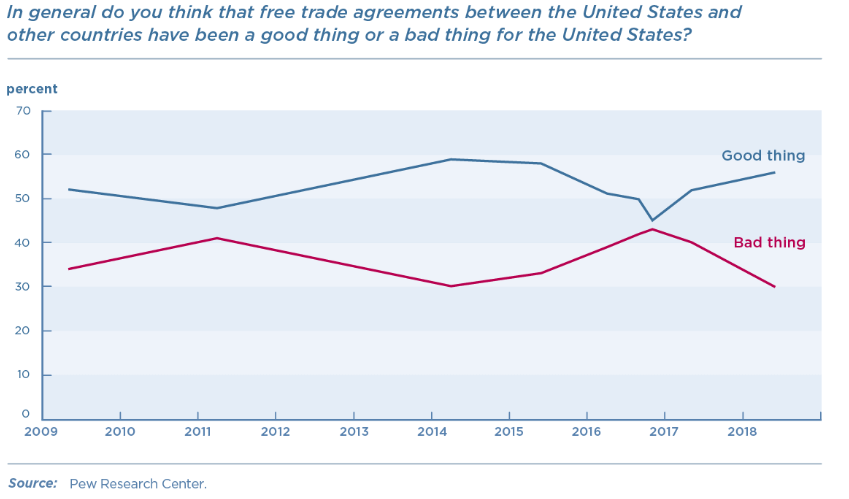 In general do you think that free trade agreements between the United States and
other countries have been a good thing or a bad thing for the United States?
percent
70
60
Good thing
50
40
Bad thing
30
20
10
0
2009 2010 2011 2012 2013 2014 2015 2016 2017 2018
Source: Pew Research Center.